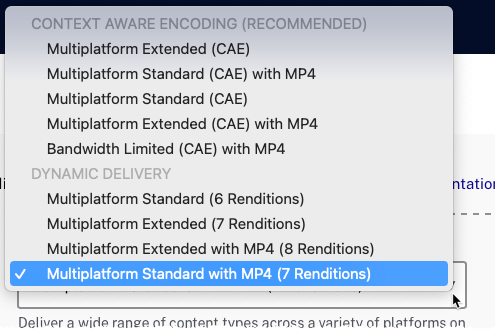 CONTEXT AWARE ENCODING (RECOMMENDED)
Multiplatform Extended (CAE)
Multiplatform Standard (CAE) with MP4
Multiplatform Standard (CAE)
Multiplatform Extended (CAE) with MP4
Bandwidth Limited (CAE) with MP4
DYNAMIC DELIVERY
Multiplatform Standard (6 Renditions)
Multiplatform Extended (7 Renditions)
Multiplatform Extended with MP4 (8 Renditions)
✓ Multiplatform Standard with MP4 (7 Renditions)
Deliver a wide range of content types across a variety of platforms on